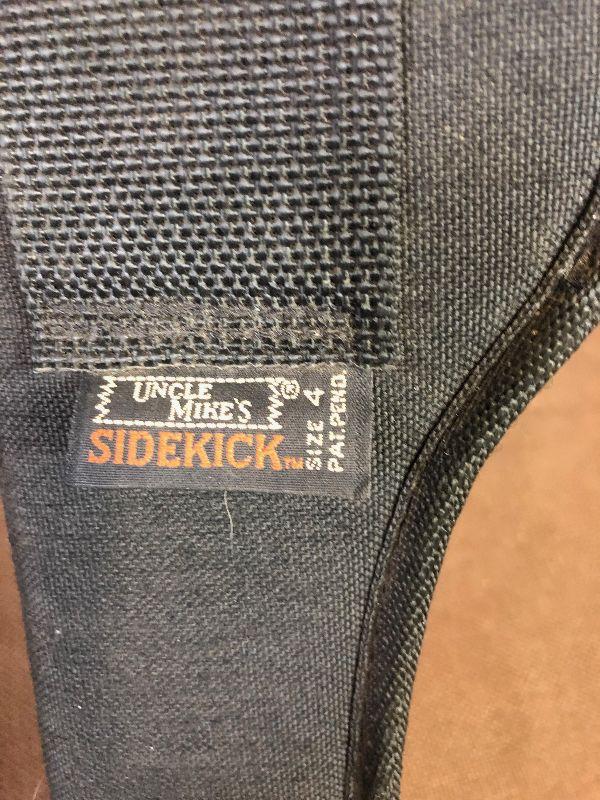 UNCLE
MIKE'S®
SIDEKICK™
SIZE 4
PAT.PEND.